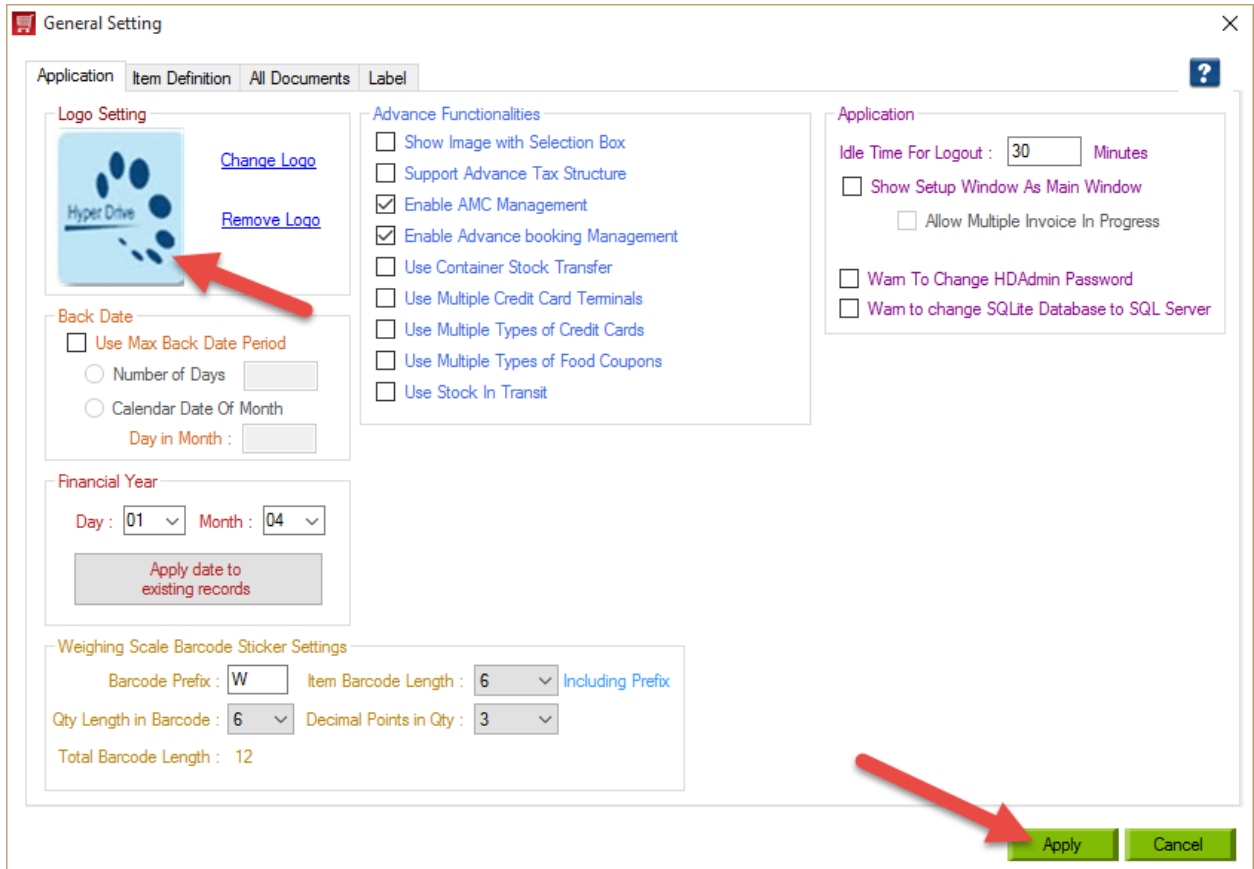 General Setting
Application
Item Definition
All Documents
Label
?
Logo Setting
Hyper Drive
Change Logo
Remove Logo
Back Date
Use Max Back Date Period
Number of Days
Calendar Date Of Month
Day in Month :
Financial Year
Day : 01 Month : 04
Apply date to
existing records
Advance Functionalities
Show Image with Selection Box
Support Advance Tax Structure
Enable AMC Management
Enable Advance booking Management
Use Container Stock Transfer
Use Multiple Credit Card Terminals
Use Multiple Types of Credit Cards
Use Multiple Types of Food Coupons
Use Stock In Transit
Application
Idle Time For Logout : 30 Minutes
Show Setup Window As Main Window
Allow Multiple Invoice In Progress
Warn To Change HDAdmin Password
Warn to change SQLite Database to SQL Server
Weighing Scale Barcode Sticker Settings
Barcode Prefix : W Item Barcode Length : 6 Including Prefix
Qty Length in Barcode : 6 Decimal Points in Qty : 3
Total Barcode Length : 12
Apply
Cancel